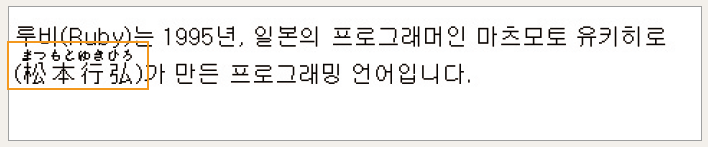 루비(Ruby)는 1995년, 일본의 프로그래머인 마츠모토 유키히로
まつもとゆきひろ
(松本行弘)가 만든 프로그래밍 언어입니다.